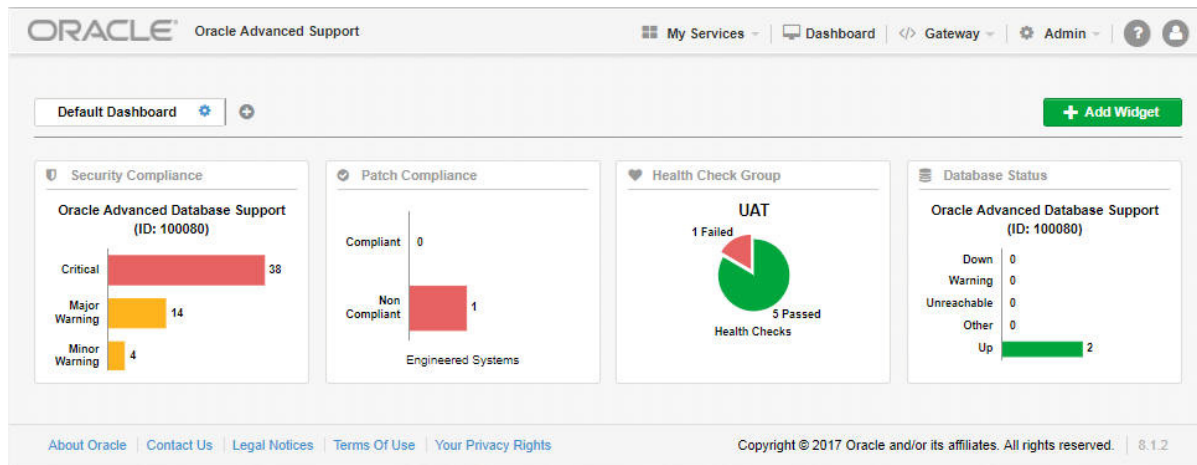 ORACLE® Oracle Advanced Support
My Services
Dashboard
</> Gateway
Admin
?
Default Dashboard
+ Add Widget
Security Compliance
Oracle Advanced Database Support
(ID: 100080)
Critical 38
Major
Warning 14
Minor
Warning 4
Patch Compliance
Compliant 0
Non
Compliant 1
Engineered Systems
Health Check Group
UAT
1 Failed
5 Passed
Health Checks
Database Status
Oracle Advanced Database Support
(ID: 100080)
Down 0
Warning 0
Unreachable 0
Other 0
Up 2
About Oracle | Contact Us | Legal Notices | Terms Of Use | Your Privacy Rights
Copyright © 2017 Oracle and/or its affiliates. All rights reserved. | 8.1.2